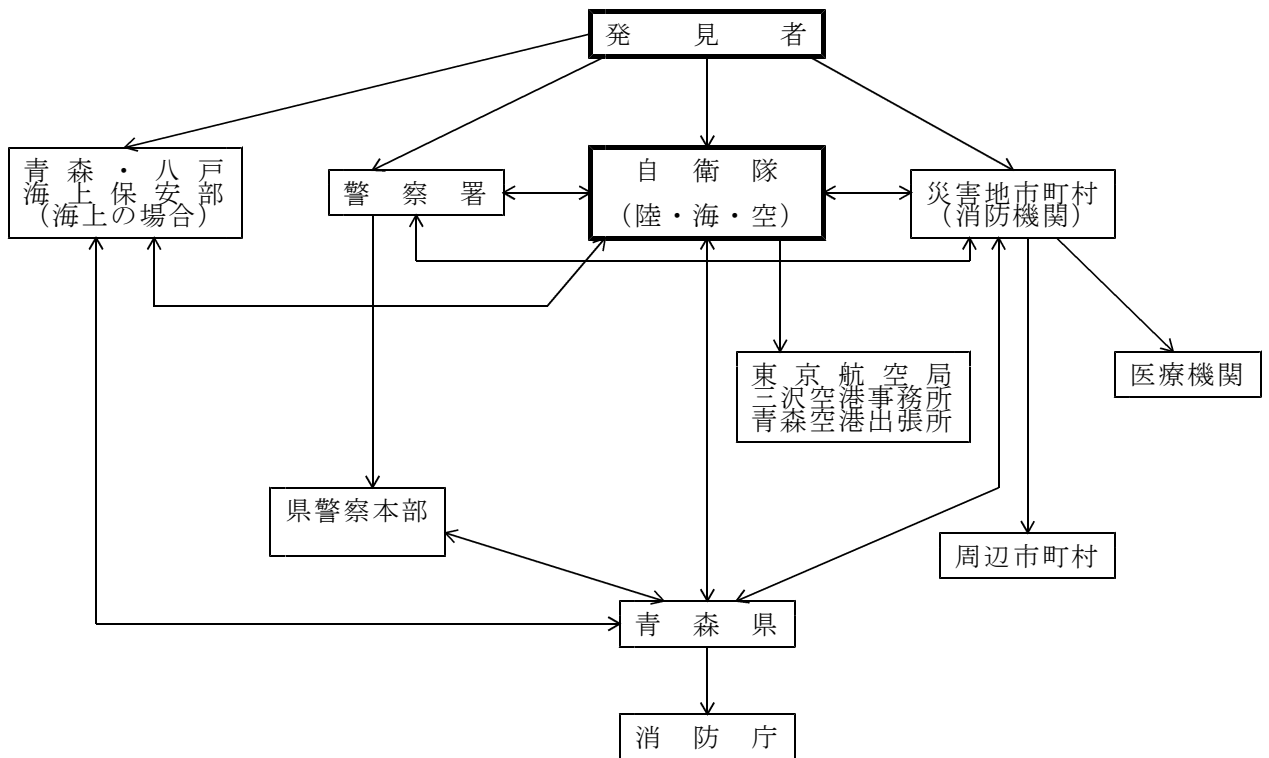 発見者
青森・八戸
海上保安部
（海上の場合）
警察署
自衛隊
（陸・海・空）
災害地市町村
（消防機関）
東京航空局
三沢空港事務所
青森空港出張所
医療機関
県警察本部
周辺市町村
青森県
消防庁